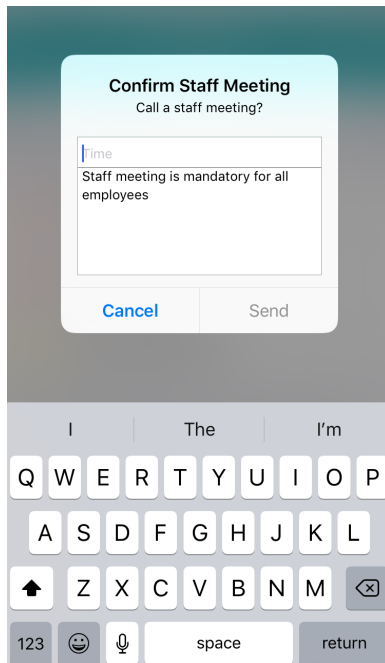 Confirm Staff Meeting
Call a staff meeting?
Time
Staff meeting is mandatory for all
employees
Cancel Send
I The I'm
Q W E R T Y U I O P
A S D F G H J K L
Z X C V B N M
123 space return